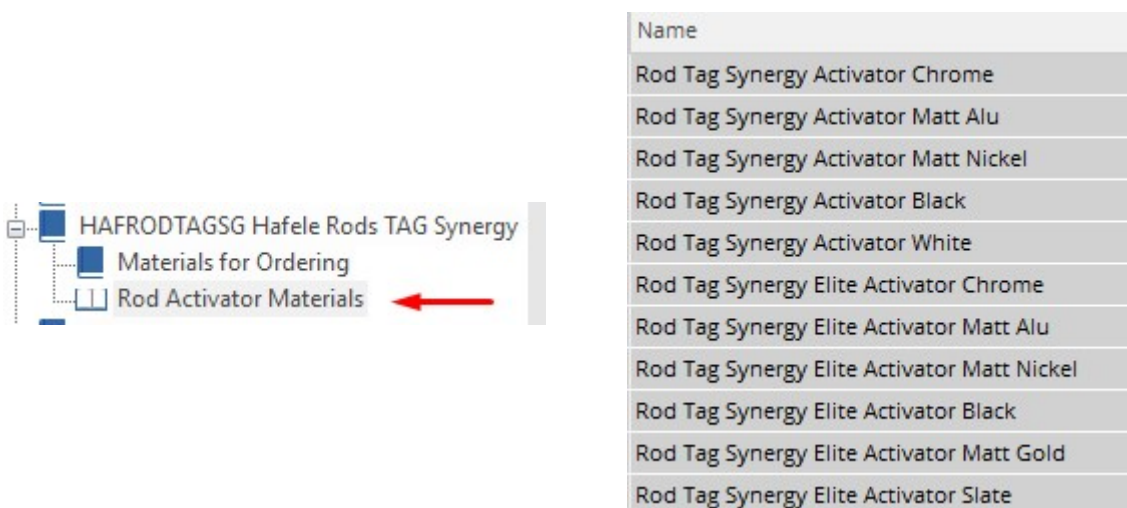 HAFRODTAGSG Hafele Rods TAG Synergy
Materials for Ordering
Rod Activator Materials
Name
Rod Tag Synergy Activator Chrome
Rod Tag Synergy Activator Matt Alu
Rod Tag Synergy Activator Matt Nickel
Rod Tag Synergy Activator Black
Rod Tag Synergy Activator White
Rod Tag Synergy Elite Activator Chrome
Rod Tag Synergy Elite Activator Matt Alu
Rod Tag Synergy Elite Activator Matt Nickel
Rod Tag Synergy Elite Activator Black
Rod Tag Synergy Elite Activator Matt Gold
Rod Tag Synergy Elite Activator Slate